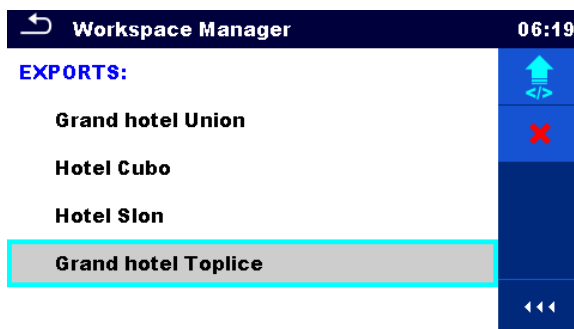 Workspace Manager 06:19
EXPORTS:
</>
Grand hotel Union
Hotel Cubo
Hotel Slon
Grand hotel Toplice